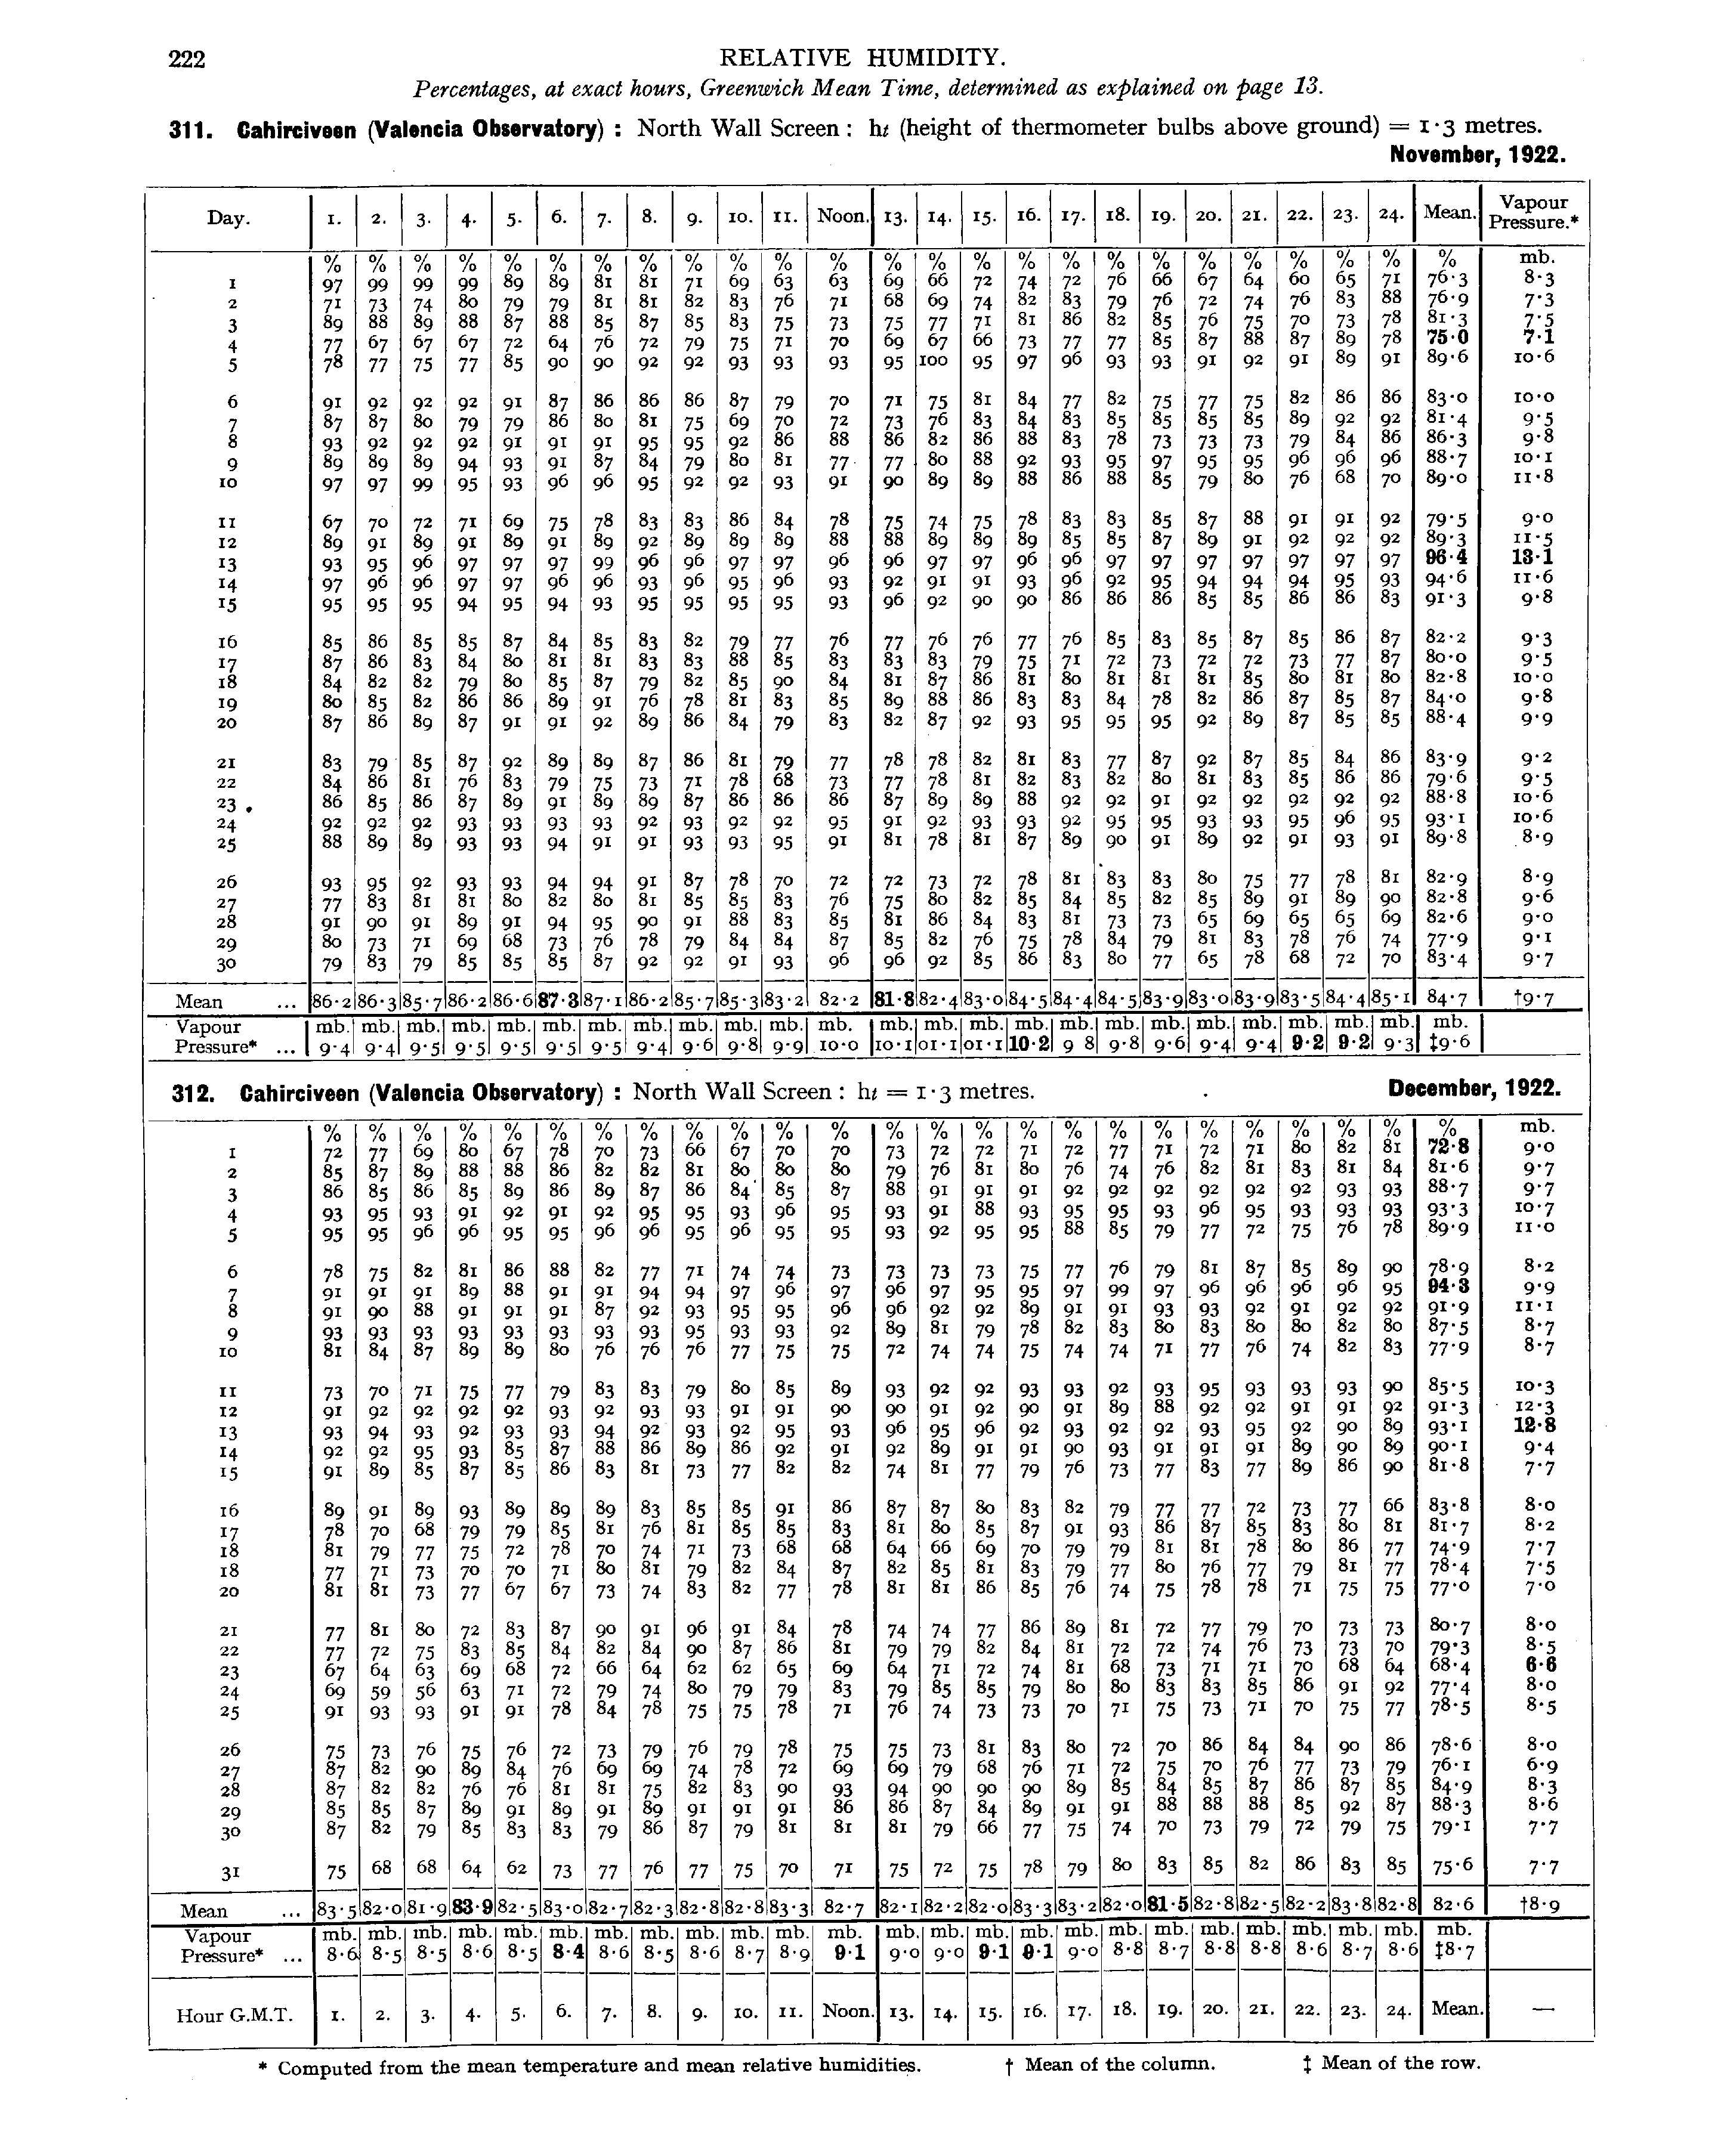 222
RELATIVE HUMIDITY.
Percentages, at exact hours, Greenwich Mean Time, determined as explained on page 13.
311. Cahirciveen (Valencia Observatory) : North Wall Screen : ht (height of thermometer bulbs above ground) = 1·3 metres.
November, 1922.
Day. 1. 2. 3. 4. 5. 6. 7. 8. 9. 10. 11. Noon. 13. 14. 15. 16. 17. 18. 19. 20. 21. 22. 23. 24. Mean. Vapour Pressure.*
% % % % % % % % % % % % % % % % % % % % % % % % % mb.
1 97 99 99 99 89 89 81 81 71 69 63 63 69 66 72 74 72 76 66 67 64 60 65 71 76·3 8·3
2 71 73 74 80 79 79 81 81 82 83 76 71 68 69 74 82 83 79 76 72 74 76 83 88 76·9 7·3
3 89 88 89 88 87 88 85 87 85 83 75 73 75 77 71 81 86 82 85 76 75 70 73 78 81·3 7·5
4 77 67 67 67 72 64 76 72 79 75 71 70 69 67 66 73 77 77 85 87 88 87 89 78 75·0 7·1
5 78 77 75 77 85 90 90 92 92 93 93 93 95 100 95 97 96 93 93 91 92 91 89 91 89·6 10·6
6 91 92 92 92 91 87 86 86 86 87 79 70 71 75 81 84 77 82 75 77 75 82 86 86 83·0 10·0
7 87 87 80 79 79 86 80 81 75 69 70 72 73 76 83 84 83 85 85 85 85 89 92 92 81·4 9·5
8 93 92 92 92 91 91 91 95 95 92 86 88 86 82 86 88 83 78 73 73 73 79 84 86 86·3 9·8
9 89 89 89 94 93 91 87 84 79 80 81 77 77 80 88 92 93 95 97 95 95 96 96 96 88·7 10·1
10 97 97 99 95 93 96 96 95 92 92 93 91 90 89 89 88 86 88 85 79 80 76 68 70 89·0 11·8
11 67 70 72 71 69 75 78 83 83 86 84 78 75 74 75 78 83 83 85 87 88 91 91 92 79·5 9·0
12 89 91 89 91 89 91 89 92 89 89 89 88 88 89 89 89 85 85 87 89 91 92 92 92 89·3 11·5
13 93 95 96 97 97 97 99 96 96 97 97 96 96 97 97 96 96 97 97 97 97 97 97 97 96·4 13·1
14 97 96 96 97 97 96 96 93 96 95 96 93 92 91 91 93 96 92 95 94 94 94 95 93 94·6 11·6
15 95 95 95 94 95 94 93 95 95 95 95 93 96 92 90 90 86 86 86 85 85 86 86 83 91·3 9·8
16 85 86 85 85 87 84 85 83 82 79 77 76 77 76 76 77 76 85 83 85 87 85 86 87 82·2 9·3
17 87 86 83 84 80 81 81 83 83 88 85 83 83 83 79 75 71 72 73 72 72 73 77 87 80·0 9·5
18 84 82 82 79 80 85 87 79 82 85 90 84 81 87 86 81 80 81 81 81 85 80 81 80 82·8 10·0
19 80 85 82 86 86 89 91 76 78 81 83 85 89 88 86 83 83 84 78 82 86 87 85 87 84·0 9·8
20 87 86 89 87 91 91 92 89 86 84 79 83 82 87 92 93 95 95 95 92 89 87 85 85 88·4 9·9
21 83 79 85 87 92 89 89 87 86 81 79 77 78 78 82 81 83 77 87 92 87 85 84 86 83·9 9·2
22 84 86 81 76 83 79 75 73 71 78 68 73 77 78 81 82 83 82 80 81 83 85 86 86 79·6 9·5
23 86 85 86 87 89 91 89 89 87 86 86 86 87 89 89 88 92 92 91 92 92 92 92 92 88·8 10·6
24 92 92 92 93 93 93 93 92 93 92 92 95 91 92 93 93 92 95 95 93 93 95 96 95 93·1 10·6
25 88 89 89 93 93 94 91 91 93 93 95 91 81 78 81 87 89 90 91 89 92 91 93 91 89·8 8·9
26 93 95 92 93 93 94 94 91 87 78 70 72 72 73 72 78 81 83 83 80 75 77 78 81 82·9 8·9
27 77 83 81 81 80 82 80 81 85 85 83 76 75 80 82 85 84 85 82 85 89 91 89 90 82·8 9·6
28 91 90 91 89 91 94 95 90 91 88 83 85 81 86 84 83 81 73 73 65 69 65 65 69 82·6 9·0
29 80 73 71 69 68 73 76 78 79 84 84 87 85 82 76 75 78 84 79 81 83 78 76 74 77·9 9·1
30 79 83 79 85 85 85 87 92 92 91 93 96 96 92 85 86 83 80 77 65 78 68 72 70 83·4 9·7
Mean ... 86·2 86·3 85·7 86·2 86·6 87·3 87·1 86·2 85·7 85·3 83·2 82·2 81·8 82·4 83·0 84·5 84·4 84·5 83·9 83·0 83·9 83·5 84·4 85·1 84·7 †9·7
Vapour mb. mb. mb. mb. mb. mb. mb. mb. mb. mb. mb. mb. mb. mb. mb. mb. mb. mb. mb. mb. mb. mb. mb. mb. mb.
Pressure* ... 9·4 9·4 9·5 9·5 9·5 9·5 9·5 9·4 9·6 9·8 9·9 10·0 10·1 01·1 01·1 10·2 9 8 9·8 9·6 9·4 9·4 9·2 9·2 9·3 ‡9·6
312. Cahirciveen (Valencia Observatory) : North Wall Screen : ht = 1·3 metres.
December, 1922.
% % % % % % % % % % % % % % % % % % % % % % % % % mb.
1 72 77 69 80 67 78 70 73 66 67 70 70 73 72 72 71 72 77 71 72 71 80 82 81 72·8 9·0
2 85 87 89 88 88 86 82 82 81 80 80 80 79 76 81 80 76 74 76 82 81 83 81 84 81·6 9·7
3 86 85 86 85 89 86 89 87 86 84 85 87 88 91 91 91 92 92 92 92 92 92 93 93 88·7 9·7
4 93 95 93 91 92 91 92 95 95 93 96 95 93 91 88 93 95 95 93 96 95 93 93 93 93·3 10·7
5 95 95 96 96 95 95 96 96 95 96 95 95 93 92 95 95 88 85 79 77 72 75 76 78 89·9 11·0
6 78 75 82 81 86 88 82 77 71 74 74 73 73 73 73 75 77 76 79 81 87 85 89 90 78·9 8·2
7 91 91 91 89 88 91 91 94 94 97 96 97 96 97 95 95 97 99 97 96 96 96 96 95 94·3 9·9
8 91 90 88 91 91 91 87 92 93 95 95 96 96 92 92 89 91 91 93 93 92 91 92 92 91·9 11·1
9 93 93 93 93 93 93 93 93 95 93 93 92 89 81 79 78 82 83 80 83 80 80 82 80 87·5 8·7
10 81 84 87 89 89 80 76 76 76 77 75 75 72 74 74 75 74 74 71 77 76 74 82 83 77·9 8·7
11 73 70 71 75 77 79 83 83 79 80 85 89 93 92 92 93 93 92 93 95 93 93 93 90 85·5 10·3
12 91 92 92 92 92 93 92 93 93 91 91 90 90 91 92 90 91 89 88 92 92 91 91 92 91·3 12·3
13 93 94 93 92 93 93 94 92 93 92 95 93 96 95 96 92 93 92 92 93 95 92 90 89 93·1 12·8
14 92 92 95 93 85 87 88 86 89 86 92 91 92 89 91 91 90 93 91 91 91 89 90 89 90·1 9·4
15 91 89 85 87 85 86 83 81 73 77 82 82 74 81 77 79 76 73 77 83 77 89 86 90 81·8 7·7
16 89 91 89 93 89 89 89 83 85 85 91 86 87 87 80 83 82 79 77 77 72 73 77 66 83·8 8·0
17 78 70 68 79 79 85 81 76 81 85 85 83 81 80 85 87 91 93 86 87 85 83 80 81 81·7 8·2
18 81 79 77 75 72 78 70 74 71 73 68 68 64 66 69 70 79 79 81 81 78 80 86 77 74·9 7·7
18 77 71 73 70 70 71 80 81 79 82 84 87 82 85 81 83 79 77 80 76 77 79 81 77 78·4 7·5
20 81 81 73 77 67 67 73 74 83 82 77 78 81 81 86 85 76 74 75 78 78 71 75 75 77·0 7·0
21 77 81 80 72 83 87 90 91 96 91 84 78 74 74 77 86 89 81 72 77 79 70 73 73 80·7 8·0
22 77 72 75 83 85 84 82 84 90 87 86 81 79 79 82 84 81 72 72 74 76 73 73 70 79·3 8·5
23 67 64 63 69 68 72 66 64 62 62 65 69 64 71 72 74 81 68 73 71 71 70 68 64 68·4 6·6
24 69 59 56 63 71 72 79 74 80 79 79 83 79 85 85 79 80 80 83 83 85 86 91 92 77·4 8·0
25 91 93 93 91 91 78 84 78 75 75 78 71 76 74 73 73 70 71 75 73 71 70 75 77 78·5 8·5
26 75 73 76 75 76 72 73 79 76 79 78 75 75 73 81 83 80 72 70 86 84 84 90 86 78·6 8·0
27 87 82 90 89 84 76 69 69 74 78 72 69 69 79 68 76 71 72 75 70 76 77 73 79 76·1 6·9
28 87 82 82 76 76 81 81 75 82 83 90 93 94 90 90 90 89 85 84 85 87 86 87 85 84·9 8·3
29 85 85 87 89 91 89 91 89 91 91 91 86 86 87 84 89 91 91 88 88 88 85 92 87 88·3 8·6
30 87 82 79 85 83 83 79 86 87 79 81 81 81 79 66 77 75 74 70 73 79 72 79 75 79·1 7·7
31 75 68 68 64 62 73 77 76 77 75 70 71 75 72 75 78 79 80 83 85 82 86 83 85 75·6 7·7
Mean ... 83·5 82·0 81·9 83·9 82·5 83·0 82·7 82·3 82·8 82·8 83·3 82·7 82·1 82·2 82·0 83·3 83·2 82·0 81·5 82·8 82·5 82·2 83·8 82·8 82·6 †8·9
Vapour mb. mb. mb. mb. mb. mb. mb. mb. mb. mb. mb. mb. mb. mb. mb. mb. mb. mb. mb. mb. mb. mb. mb. mb. mb.
Pressure* ... 8·6 8·5 8·5 8·6 8·5 8·4 8·6 8·5 8·6 8·7 8·9 9·1 9·0 9·0 9·1 9·1 9·0 8·8 8·7 8·8 8·8 8·6 8·7 8·6 ‡8·7
Hour G.M.T. 1. 2. 3. 4. 5. 6. 7. 8. 9. 10. 11. Noon. 13. 14. 15. 16. 17. 18. 19. 20. 21. 22. 23. 24. Mean. —
* Computed from the mean temperature and mean relative humidities. † Mean of the column. ‡ Mean of the row.